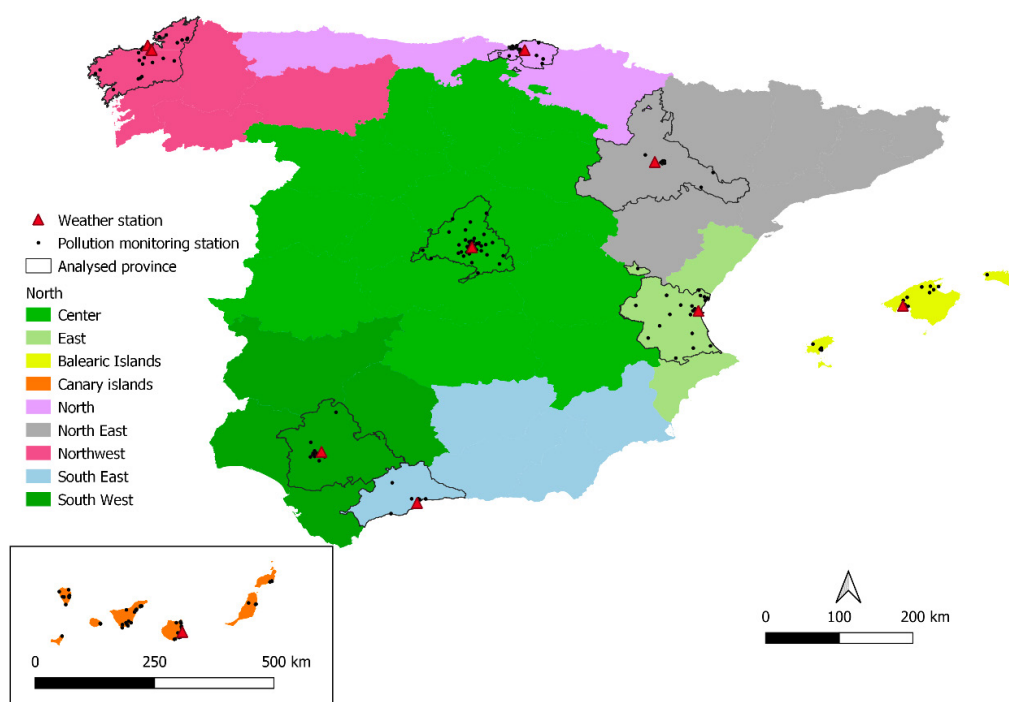 Weather station
Pollution monitoring station
Analysed province
North
Center
East
Balearic Islands
Canary islands
North
North East
Northwest
South East
South West
0 250 500 km
0 100 200 km